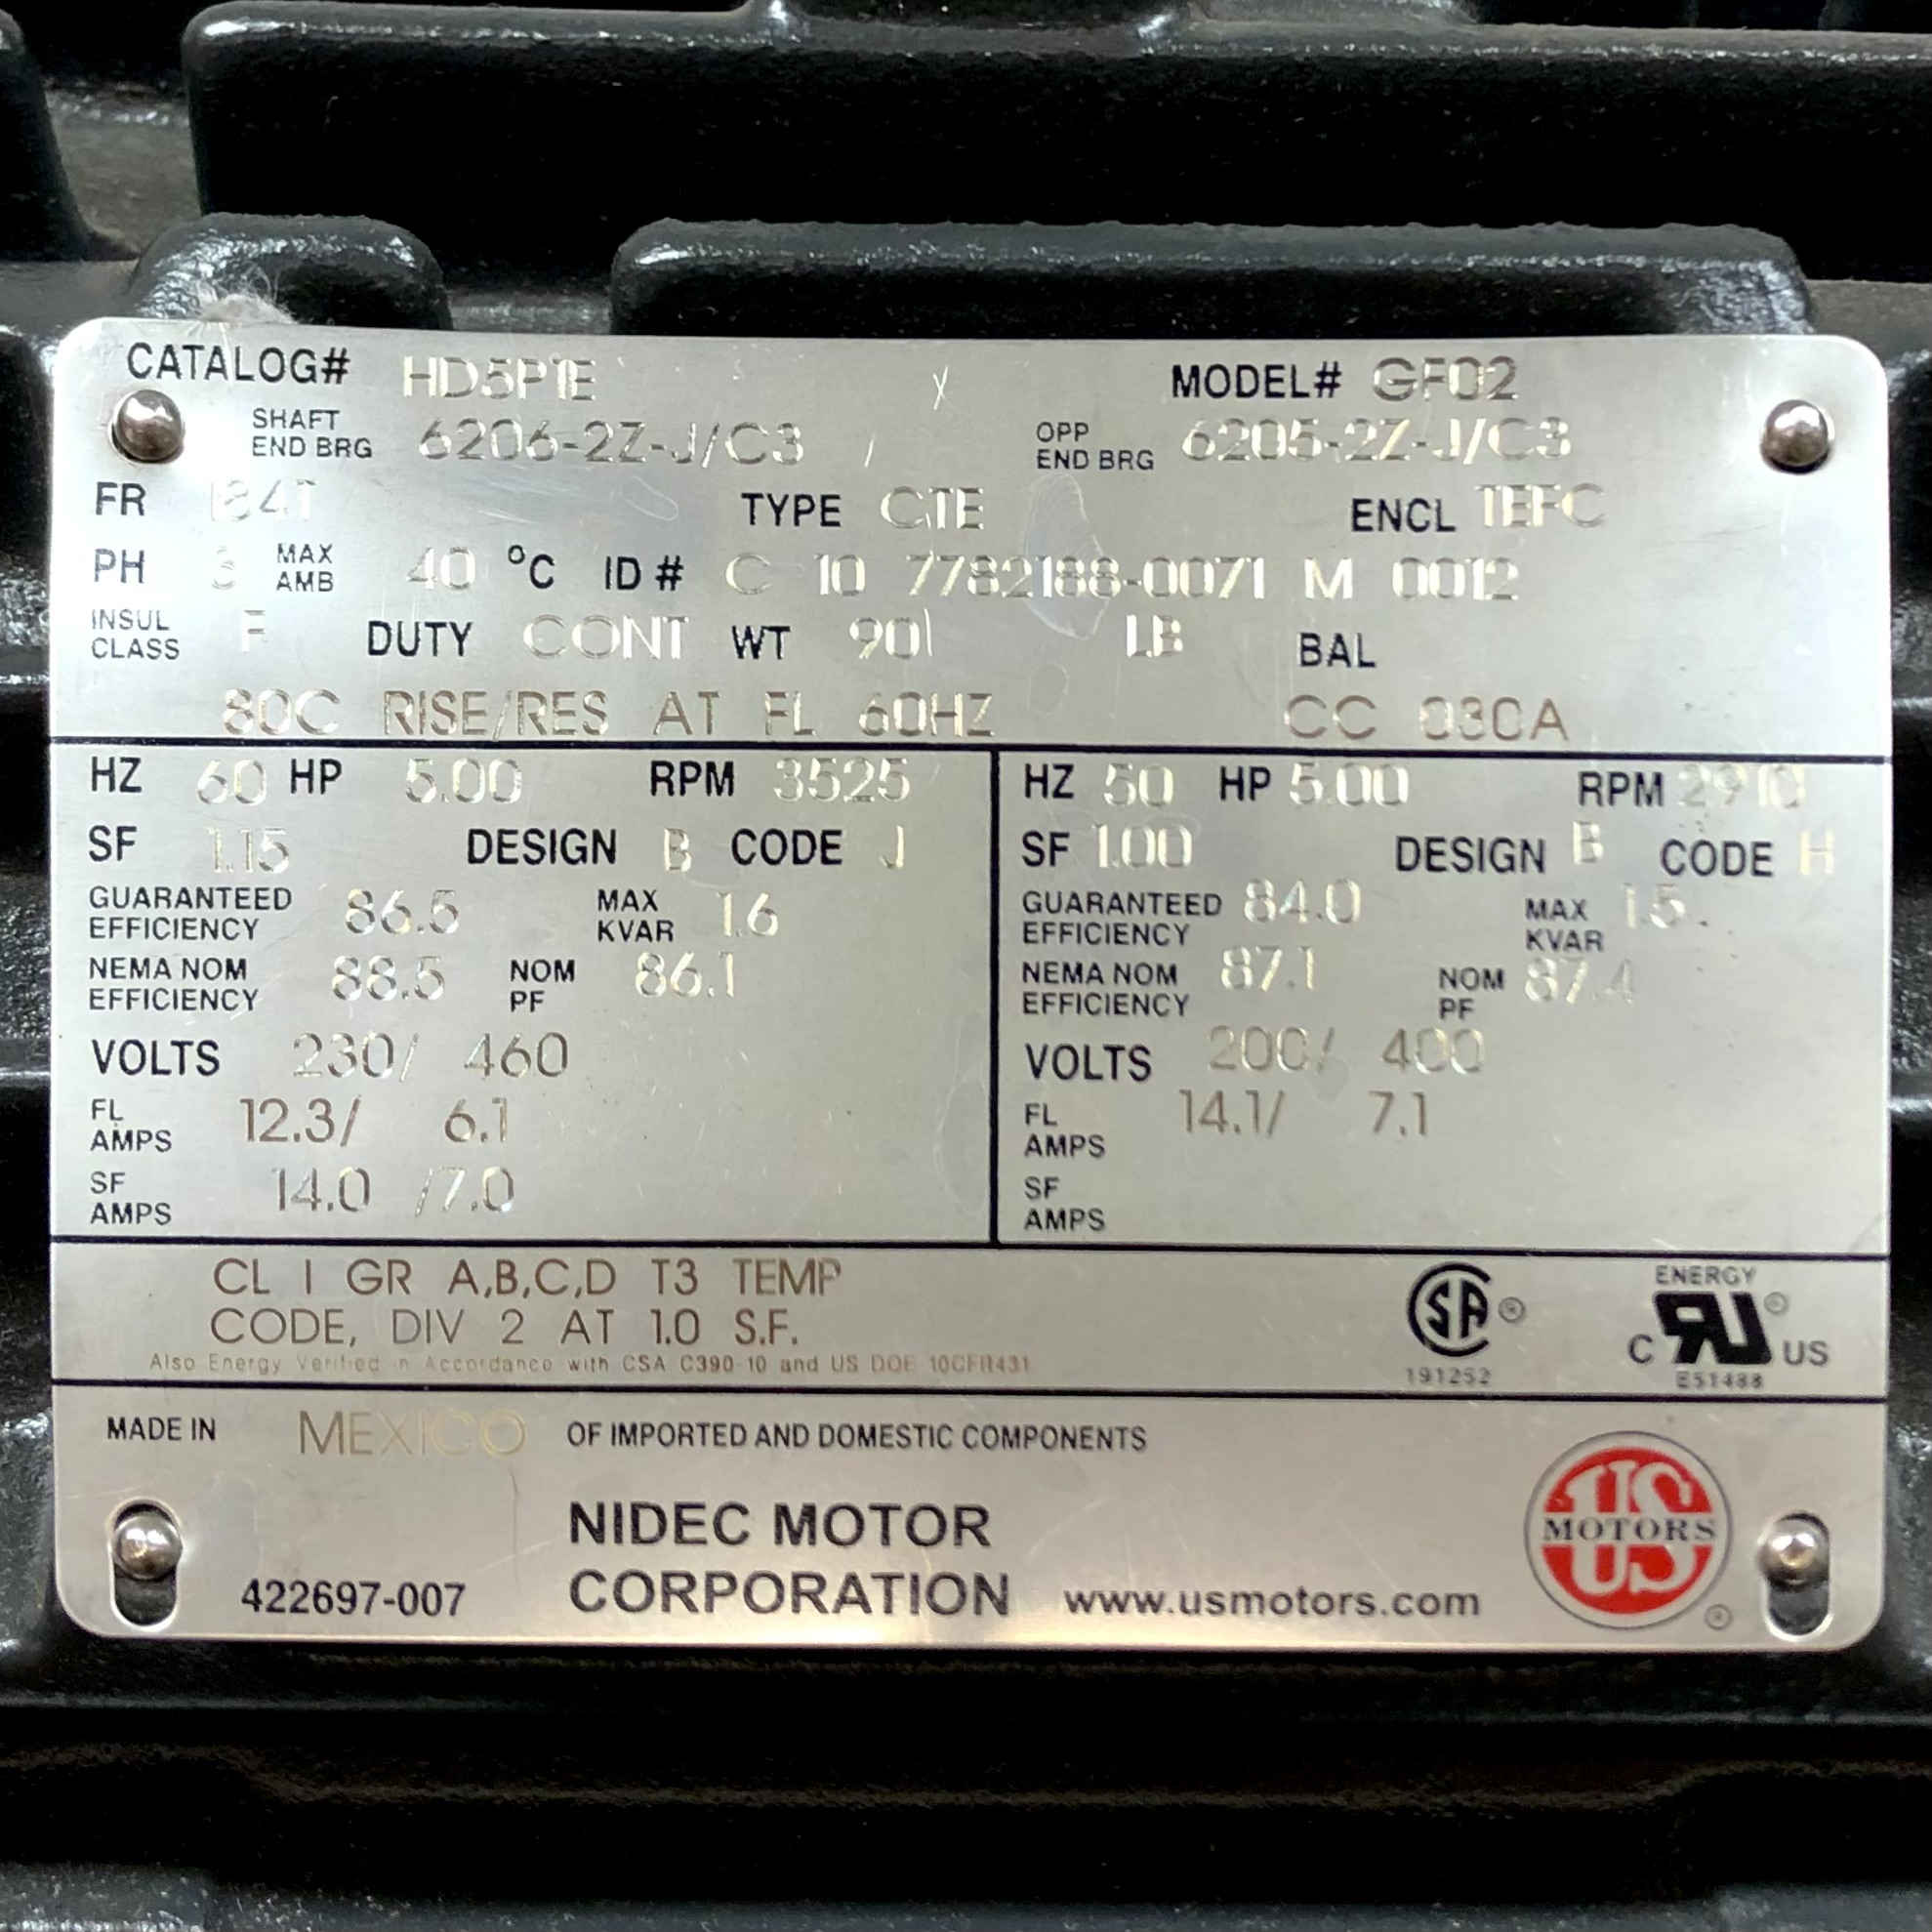 CATALOG# HD5P1E MODEL# GF02
SHAFT END BRG 6206-2Z-J/C3 OPP END BRG 6205-2Z-J/C3
FR 184T TYPE CTE ENCL TEFC
PH 3 MAX AMB 40 °C ID # C 10 7782188-0071 M 0012
INSUL CLASS F DUTY CONT WT 90 LB BAL
80C RISE/RES AT FL 60HZ CC 030A
HZ 60 HP 5.00 RPM 3525
SF 1.15 DESIGN B CODE J
GUARANTEED EFFICIENCY 86.5 MAX KVAR 1.6
NEMA NOM EFFICIENCY 88.5 NOM PF 86.1
VOLTS 230/ 460
FL AMPS 12.3/ 6.1
SF AMPS 14.0 /7.0
HZ 50 HP 5.00 RPM 2910
SF 1.00 DESIGN B CODE H
GUARANTEED EFFICIENCY 84.0 MAX KVAR 1.5
NEMA NOM EFFICIENCY 87.1 NOM PF 87.4
VOLTS 200/ 400
FL AMPS 14.1/ 7.1
SF AMPS
CL I GR A,B,C,D T3 TEMP
CODE, DIV 2 AT 1.0 S.F.
Also Energy Verified in Accordance with CSA C390-10 and US DOE 10CFR431
SA ®
191252
ENERGY
C RU ® US
E51488
MADE IN MEXICO OF IMPORTED AND DOMESTIC COMPONENTS
NIDEC MOTOR
422697-007 CORPORATION www.usmotors.com
US
MOTORS
®